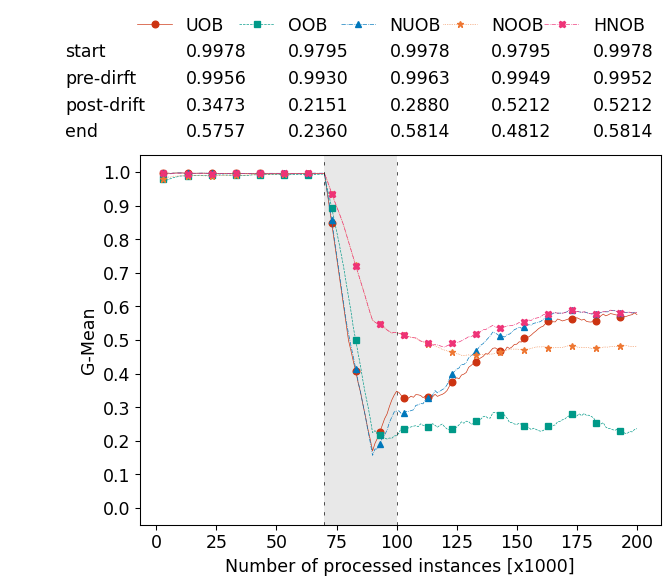 UOB OOB NUOB NOOB HNOB
start 0.9978 0.9795 0.9978 0.9795 0.9978
pre-dirft 0.9956 0.9930 0.9963 0.9949 0.9952
post-drift 0.3473 0.2151 0.2880 0.5212 0.5212
end 0.5757 0.2360 0.5814 0.4812 0.5814
1.0
0.9
0.8
0.7
0.6
0.5
0.4
0.3
0.2
0.1
0.0
G-Mean
0 25 50 75 100 125 150 175 200
Number of processed instances [x1000]